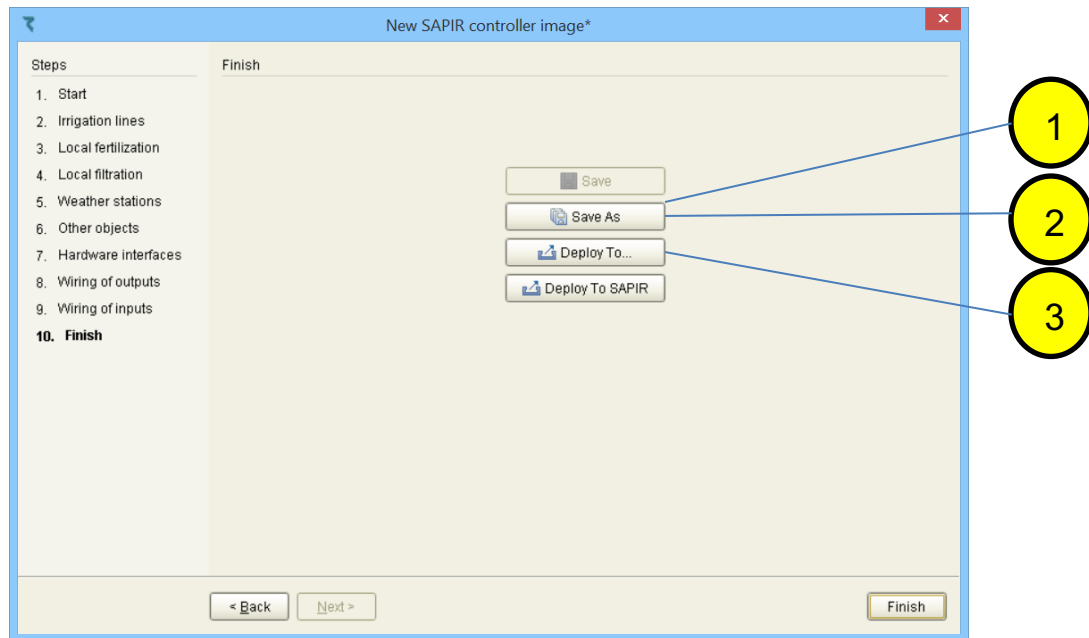 New SAPIR controller image*
Steps
1. Start
2. Irrigation lines
3. Local fertilization
4. Local filtration
5. Weather stations
6. Other objects
7. Hardware interfaces
8. Wiring of outputs
9. Wiring of inputs
10. Finish
Finish
Save
Save As
Deploy To...
Deploy To SAPIR
< Back
Next >
Finish
1
2
3